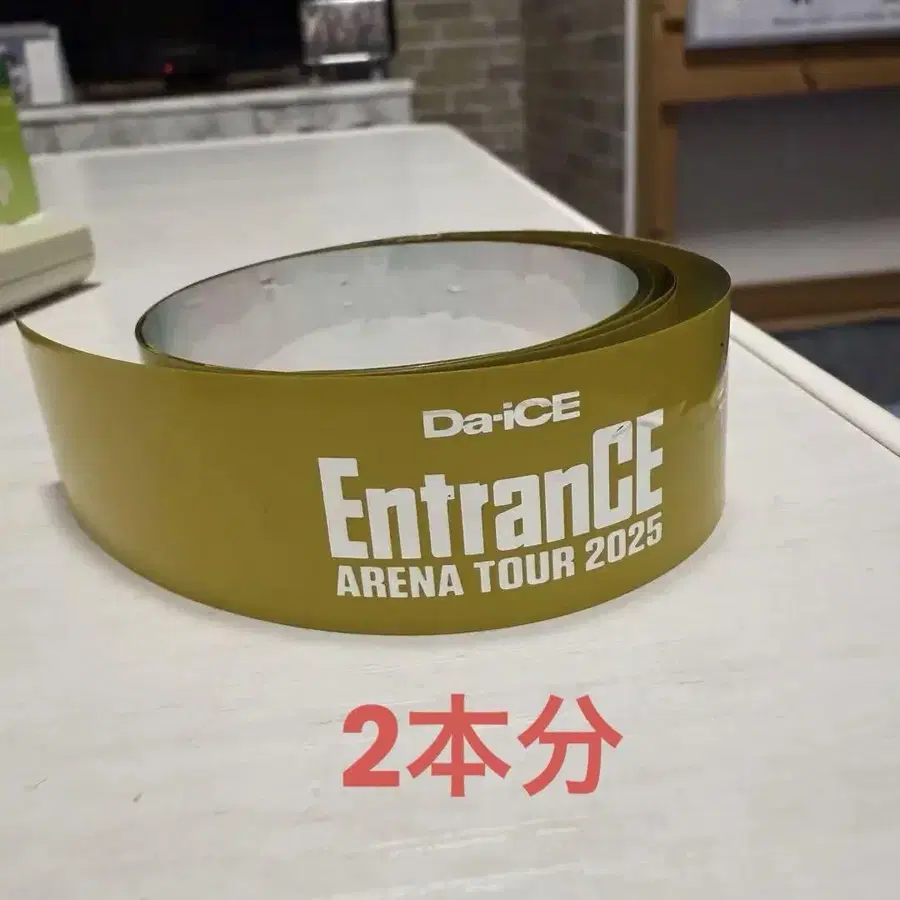 Da-iCE
EntranCE
ARENA TOUR 2025
2本分